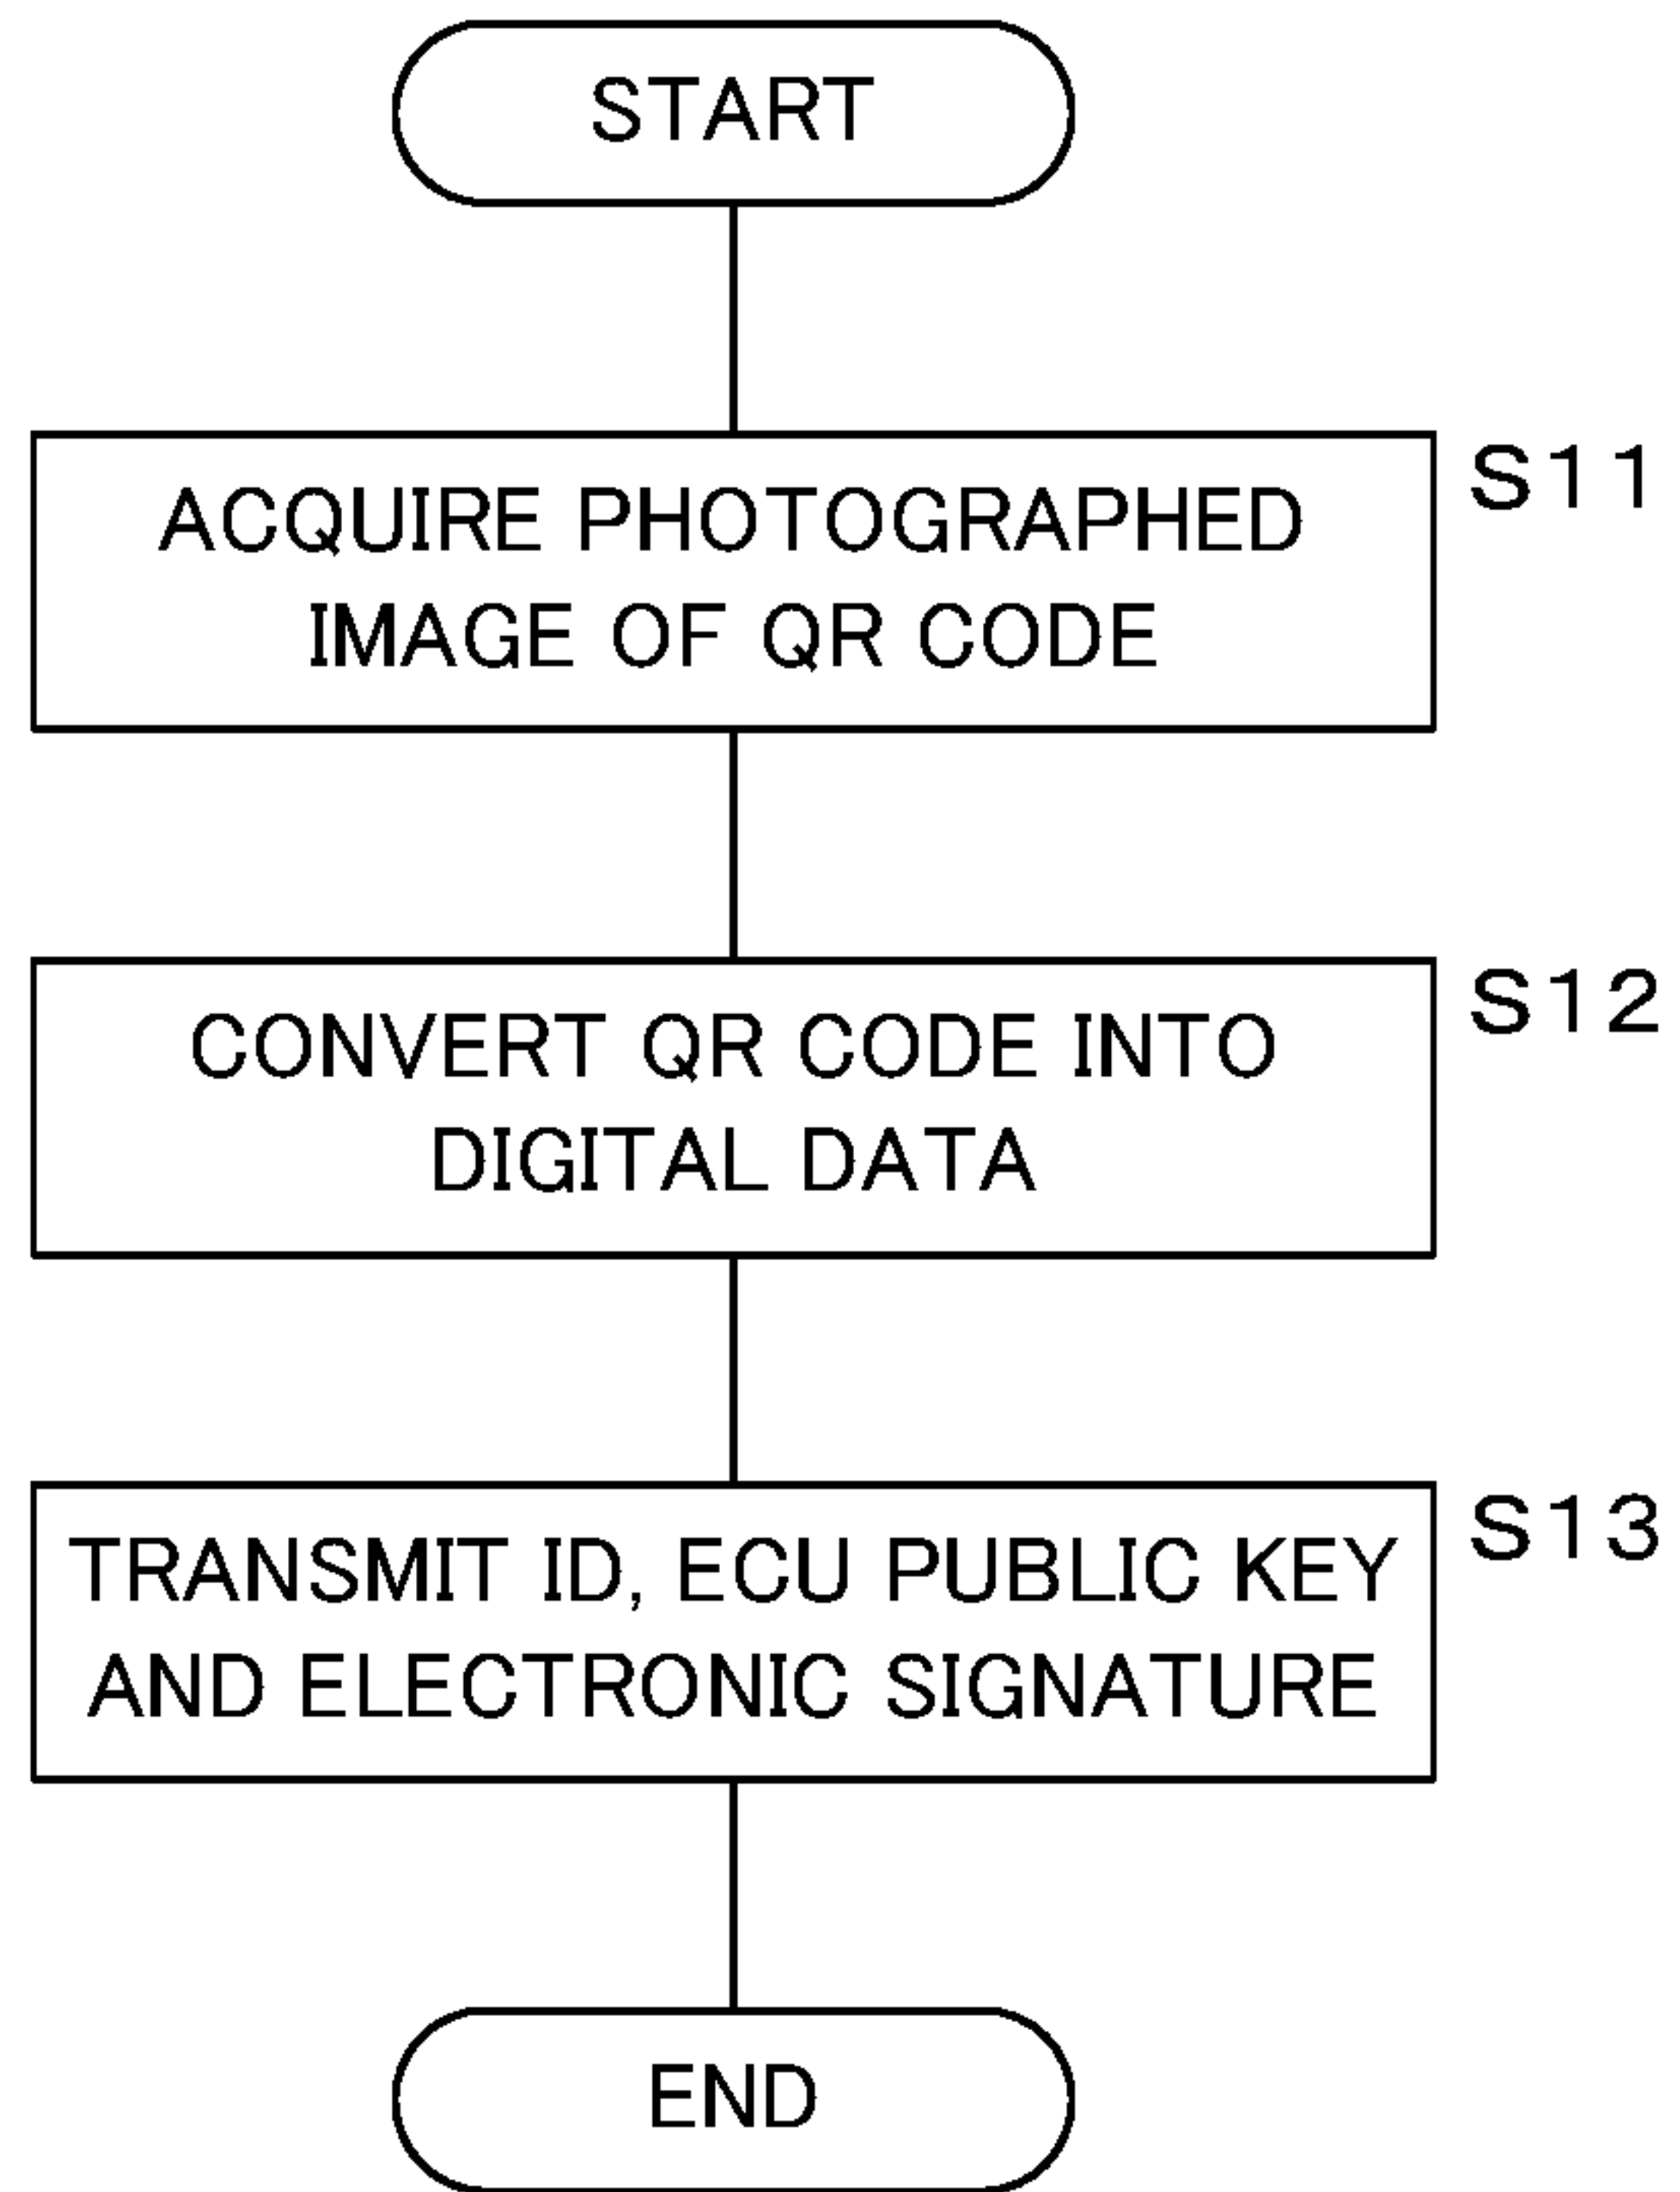 START
ACQUIRE PHOTOGRAPHED
IMAGE OF QR CODE
S11
CONVERT QR CODE INTO
DIGITAL DATA
S12
TRANSMIT ID, ECU PUBLIC KEY
AND ELECTRONIC SIGNATURE
S13
END